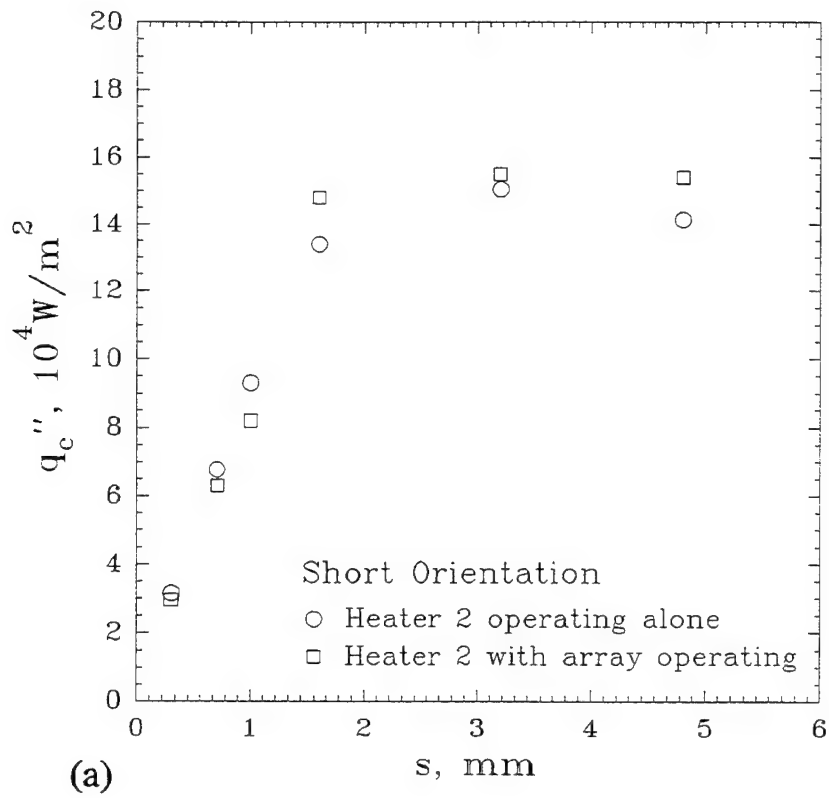 20
18
16
14
12
10
8
6
4
2
0
q_c'', 10^4 W/m^2
Short Orientation
○ Heater 2 operating alone
□ Heater 2 with array operating
0 1 2 3 4 5 6
s, mm
(a)